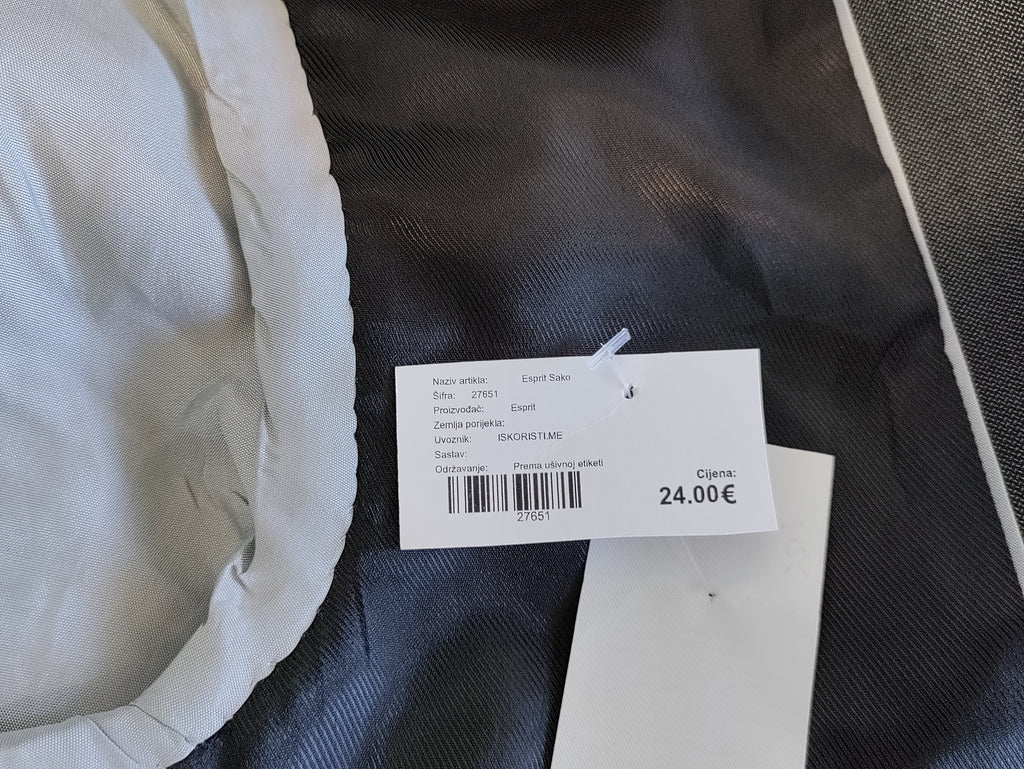 Naziv artikla: Esprit Sako
Šifra: 27651
Proizvođač: Esprit
Zemlja porijekla:
Uvoznik: ISKORISTI.ME
Sastav:
Održavanje: Prema ušivnoj etiketi
27651
Cijena:
24.00€